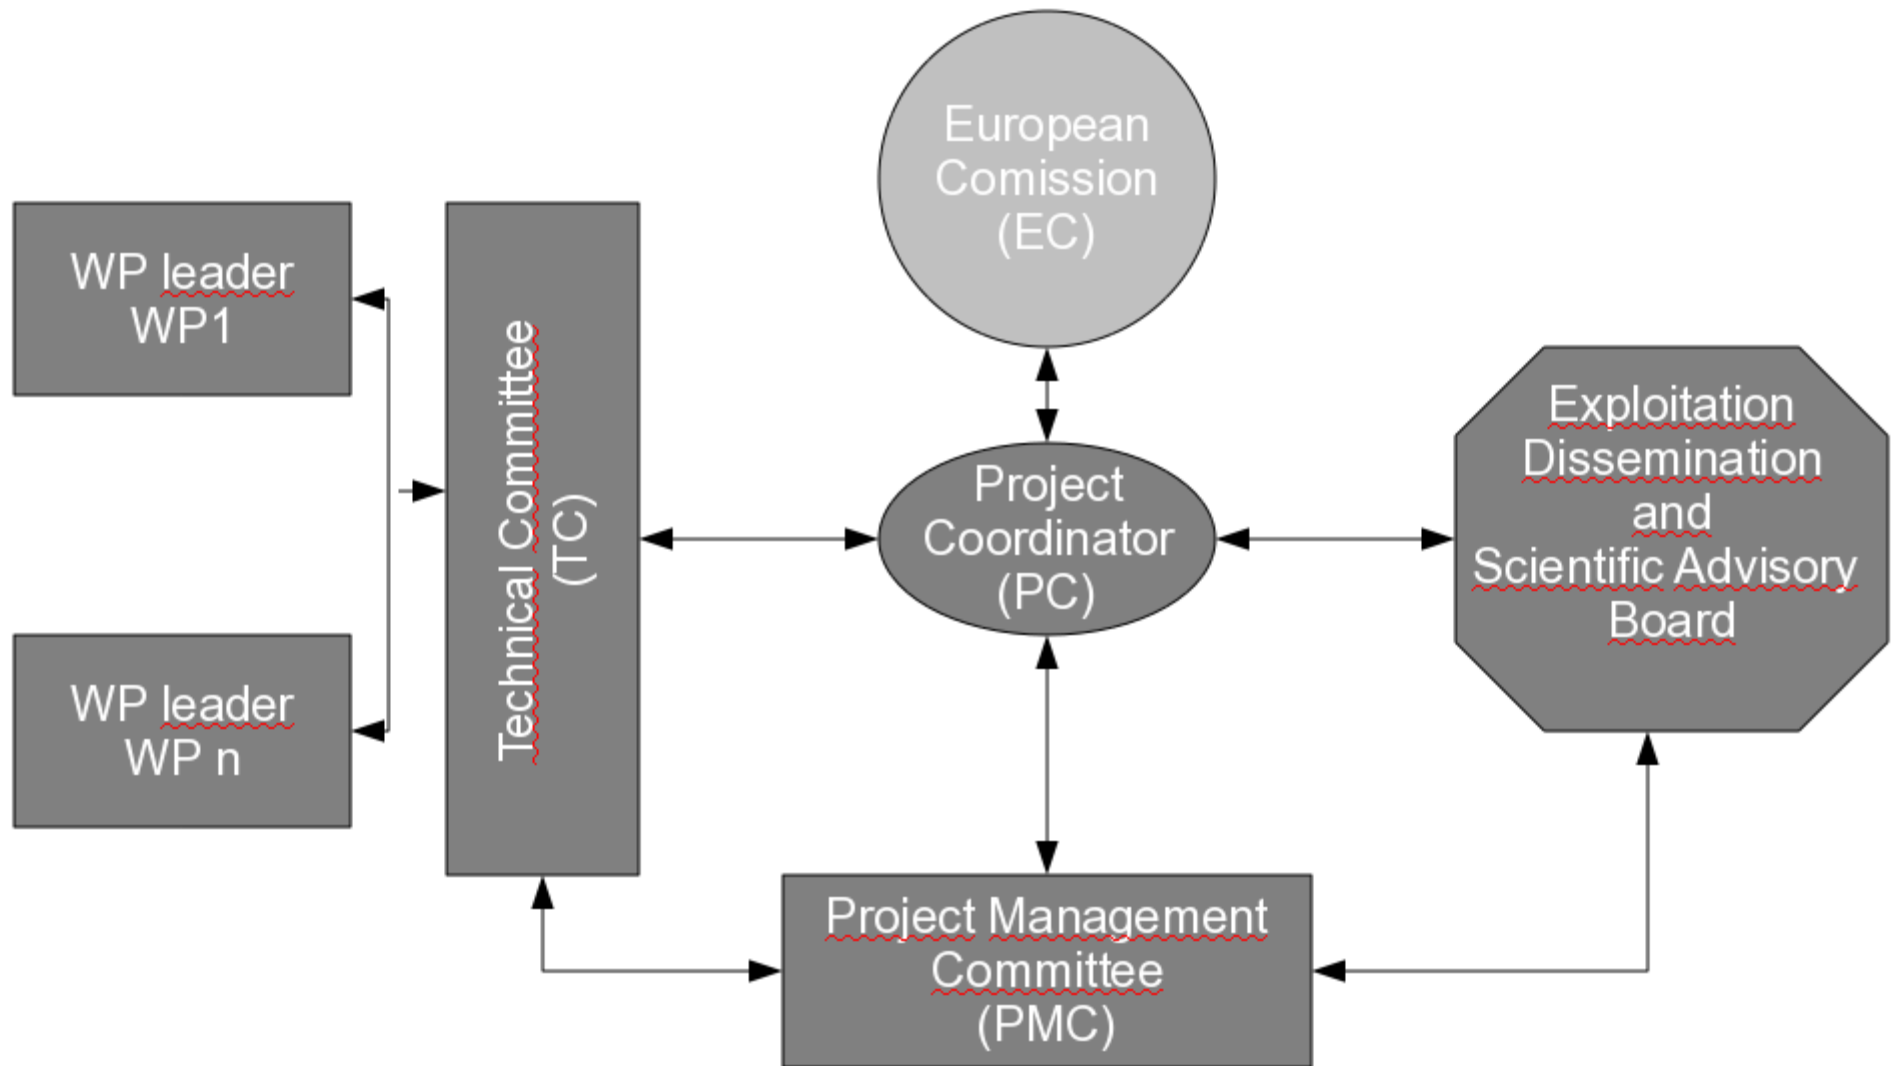 European
Comission
(EC)
WP leader
WP1
Technical Committee
(TC)
Project
Coordinator
(PC)
Exploitation
Dissemination
and
Scientific Advisory
Board
WP leader
WP n
Project Management
Committee
(PMC)